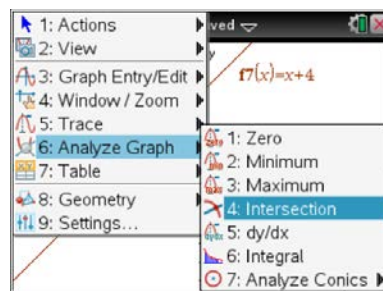 1: Actions
2: View
3: Graph Entry/Edit
4: Window / Zoom
5: Trace
6: Analyze Graph
7: Table
8: Geometry
9: Settings...
ved
y
f7(x)=x+4
1: Zero
2: Minimum
3: Maximum
4: Intersection
5: dy/dx
6: Integral
7: Analyze Conics